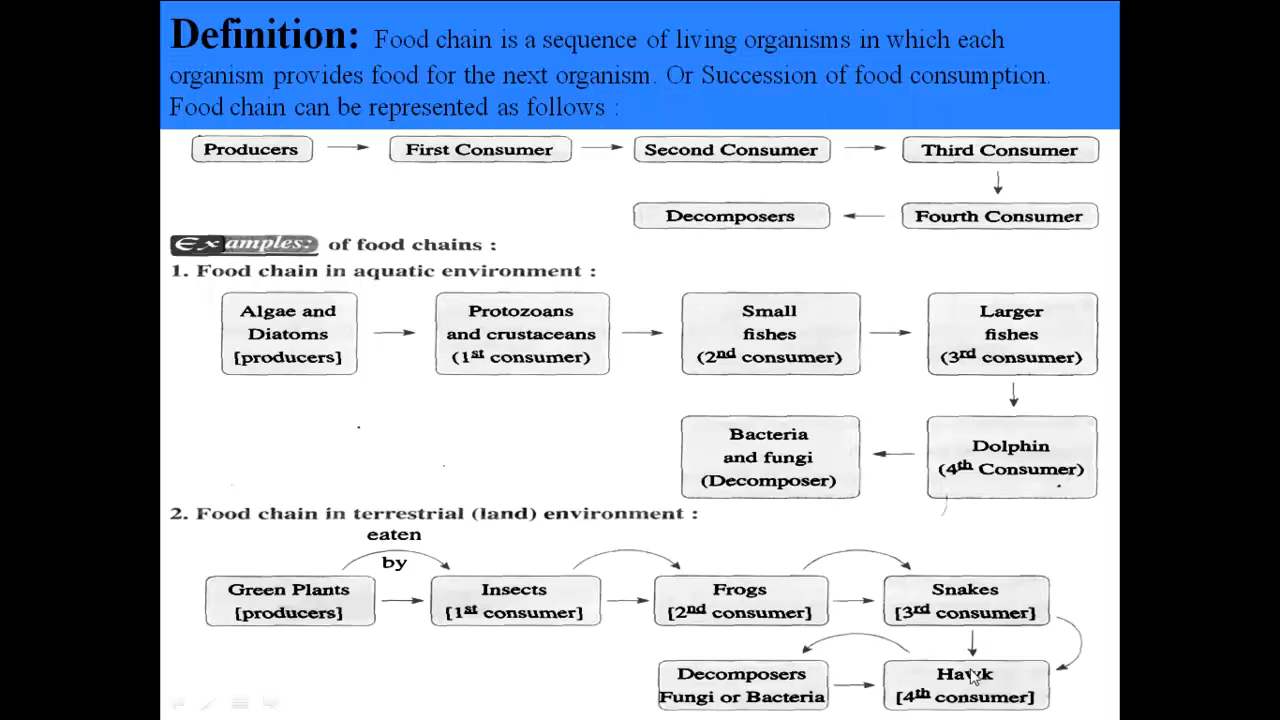 Definition: Food chain is a sequence of living organisms in which each
organism provides food for the next organism. Or Succession of food consumption.
Food chain can be represented as follows :
Producers First Consumer Second Consumer Third Consumer
Decomposers Fourth Consumer
Examples: of food chains :
1. Food chain in aquatic environment :
Algae and
Diatoms
[producers]
Protozoans
and crustaceans
(1st consumer)
Small
fishes
(2nd consumer)
Larger
fishes
(3rd consumer)
Bacteria
and fungi
(Decomposer)
Dolphin
(4th Consumer)
2. Food chain in terrestrial (land) environment :
eaten
by
Green Plants
[producers]
Insects
[1st consumer]
Frogs
[2nd consumer]
Snakes
[3rd consumer]
Decomposers
Fungi or Bacteria
Hawk
[4th consumer]